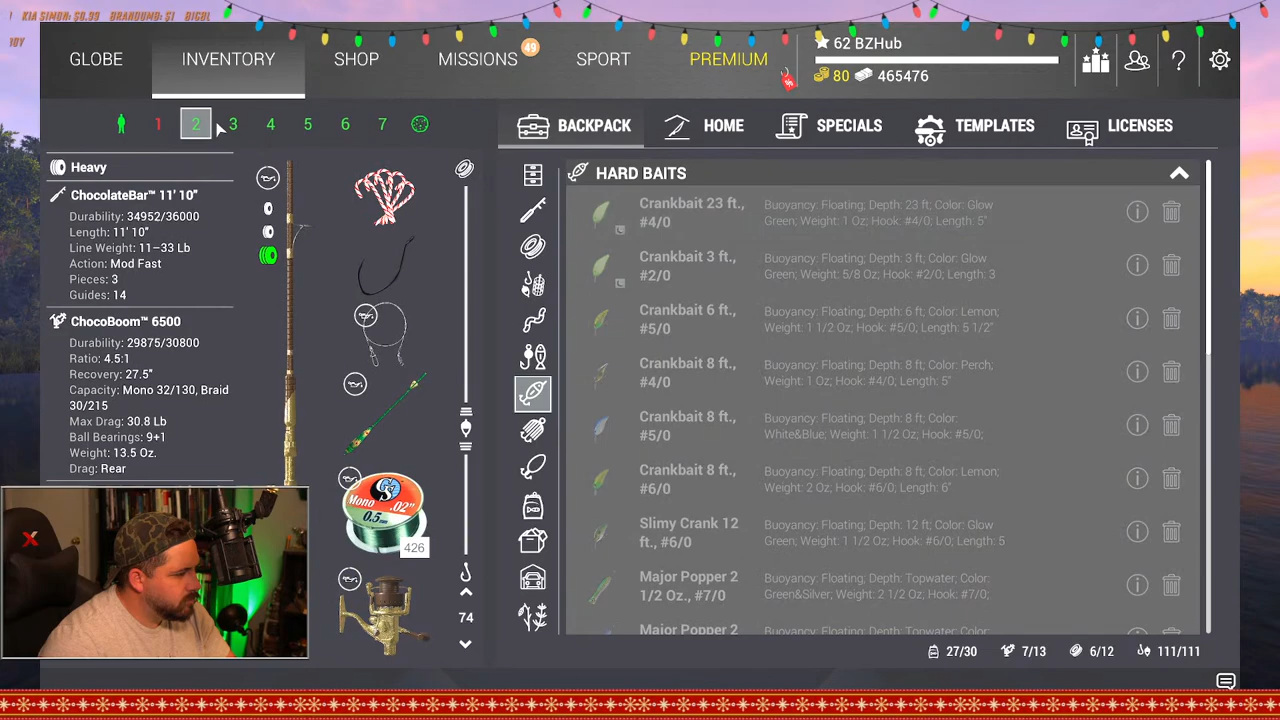 KIA SIMON: $0.99 BRANDOMB: $1 BIGBL
GLOBE
INVENTORY
SHOP
MISSIONS
49
SPORT
PREMIUM
62 BZHub
80 465476
1 2 3 4 5 6 7
BACKPACK
HOME
SPECIALS
TEMPLATES
LICENSES
Heavy
ChocolateBar™ 11' 10"
Durability: 34952/36000
Length: 11' 10"
Line Weight: 11–33 Lb
Action: Mod Fast
Pieces: 3
Guides: 14
ChocoBoom™ 6500
Durability: 29875/30800
Ratio: 4.5:1
Recovery: 27.5"
Capacity: Mono 32/130, Braid
30/215
Max Drag: 30.8 Lb
Ball Bearings: 9+1
Weight: 13.5 Oz.
Drag: Rear
Mono .02"
0.5mm
426
74
HARD BAITS
Crankbait 23 ft.,
#4/0
Buoyancy: Floating; Depth: 23 ft; Color: Glow
Green; Weight: 1 Oz; Hook: #4/0; Length: 5"
Crankbait 3 ft.,
#2/0
Buoyancy: Floating; Depth: 3 ft; Color: Glow
Green; Weight: 5/8 Oz; Hook: #2/0; Length: 3
Crankbait 6 ft.,
#5/0
Buoyancy: Floating; Depth: 6 ft; Color: Lemon;
Weight: 1 1/2 Oz; Hook: #5/0; Length: 5 1/2"
Crankbait 8 ft.,
#4/0
Buoyancy: Floating; Depth: 8 ft; Color: Perch;
Weight: 1 Oz; Hook: #4/0; Length: 5"
Crankbait 8 ft.,
#5/0
Buoyancy: Floating; Depth: 8 ft; Color:
White&Blue; Weight: 1 1/2 Oz; Hook: #5/0;
Crankbait 8 ft.,
#6/0
Buoyancy: Floating; Depth: 8 ft; Color: Lemon;
Weight: 2 Oz; Hook: #6/0; Length: 6"
Slimy Crank 12
ft., #6/0
Buoyancy: Floating; Depth: 12 ft; Color: Glow
Green; Weight: 1 1/2 Oz; Hook: #6/0; Length: 5
Major Popper 2
1/2 Oz., #7/0
Buoyancy: Floating; Depth: Topwater; Color:
Green&Silver; Weight: 2 1/2 Oz; Hook: #7/0;
Major Popper 2
Buoyancy: Floating; Depth: Topwater; Color:
27/30
7/13
6/12
111/111